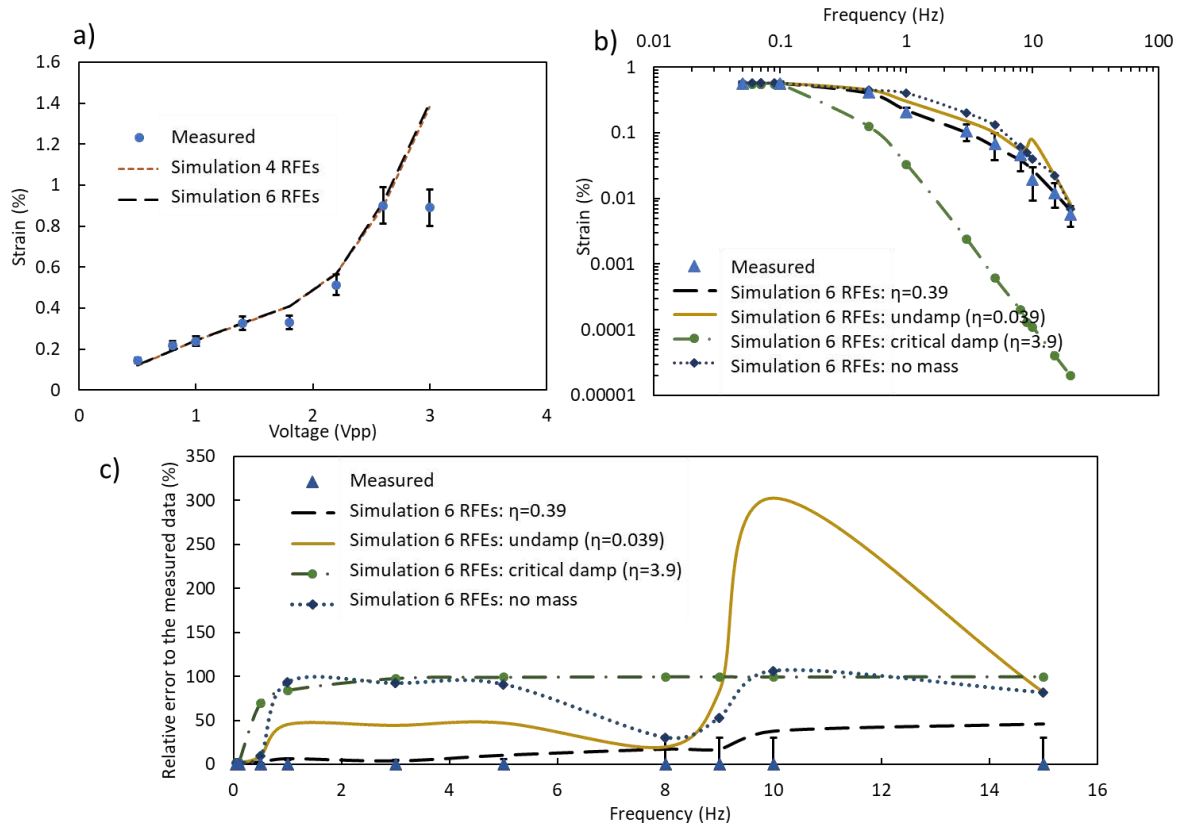 a)
1.6
1.4
1.2
1
0.8
0.6
0.4
0.2
0
Strain (%)
Measured
Simulation 4 RFEs
Simulation 6 RFEs
0 1 2 3 4
Voltage (Vpp)
b)
Frequency (Hz)
0.01 0.1 1 10 100
1
0.1
0.01
0.001
0.0001
0.00001
Strain (%)
Measured
Simulation 6 RFEs: η=0.39
Simulation 6 RFEs: undamp (η=0.039)
Simulation 6 RFEs: critical damp (η=3.9)
Simulation 6 RFEs: no mass
c)
350
300
250
200
150
100
50
0
Relative error to the measured data (%)
Measured
Simulation 6 RFEs: η=0.39
Simulation 6 RFEs: undamp (η=0.039)
Simulation 6 RFEs: critical damp (η=3.9)
Simulation 6 RFEs: no mass
0 2 4 6 8 10 12 14 16
Frequency (Hz)